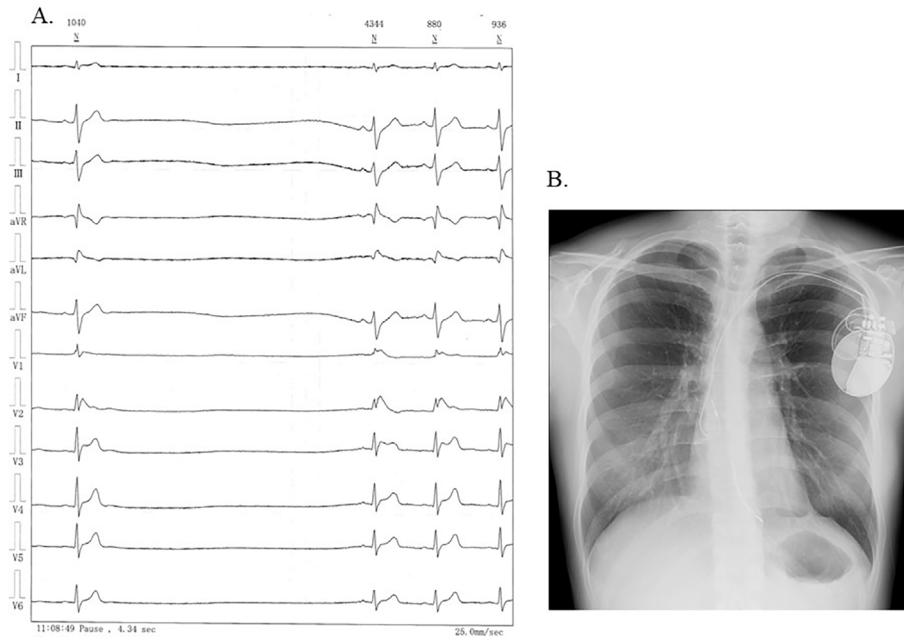 A.
1040 4344 880 936
N N N N
I
II
III
aVR
aVL
aVF
V1
V2
V3
V4
V5
V6
11:08:49 Pause , 4.34 sec 25.0mm/sec
B.